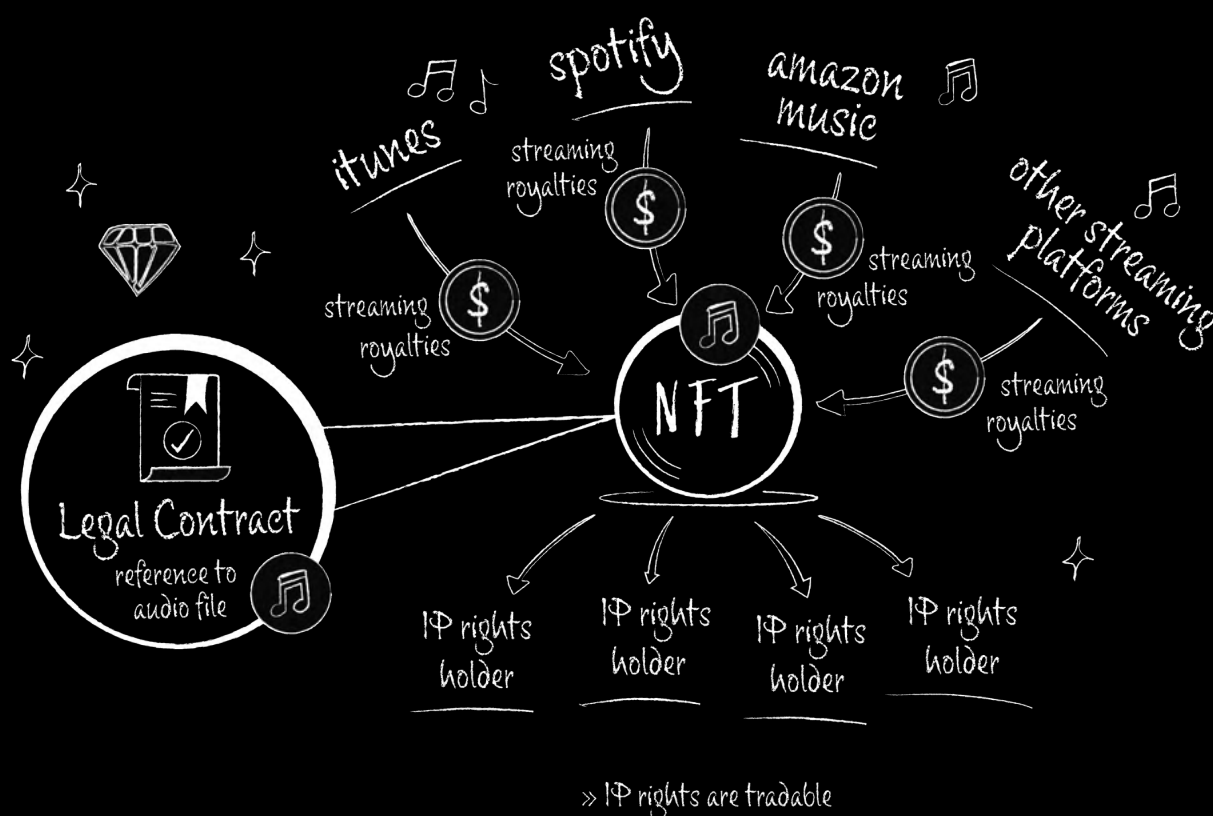 itunes
spotify
amazon
music
other streaming
platforms
streaming
royalties
$
streaming
royalties
$
$
streaming
royalties
$
streaming
royalties
NFT
Legal Contract
reference to
audio file
IP rights
holder
IP rights
holder
IP rights
holder
IP rights
holder
» IP rights are tradable